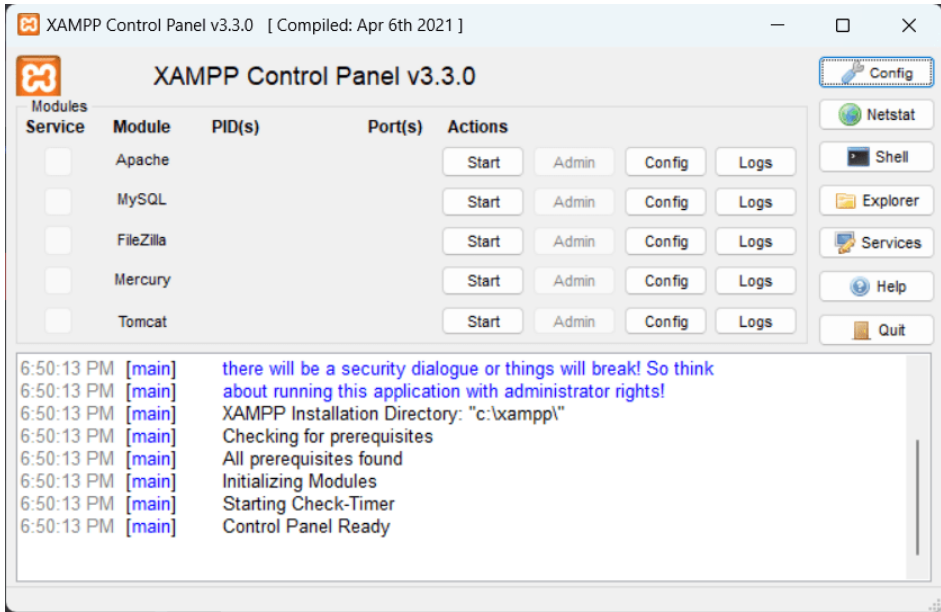 XAMPP Control Panel v3.3.0 [ Compiled: Apr 6th 2021 ]
XAMPP Control Panel v3.3.0
Config
Modules
Service Module PID(s) Port(s) Actions
Netstat
Apache Start Admin Config Logs
Shell
MySQL Start Admin Config Logs
Explorer
FileZilla Start Admin Config Logs
Services
Mercury Start Admin Config Logs
Help
Tomcat Start Admin Config Logs
Quit
6:50:13 PM [main] there will be a security dialogue or things will break! So think
6:50:13 PM [main] about running this application with administrator rights!
6:50:13 PM [main] XAMPP Installation Directory: "c:\xampp\"
6:50:13 PM [main] Checking for prerequisites
6:50:13 PM [main] All prerequisites found
6:50:13 PM [main] Initializing Modules
6:50:13 PM [main] Starting Check-Timer
6:50:13 PM [main] Control Panel Ready